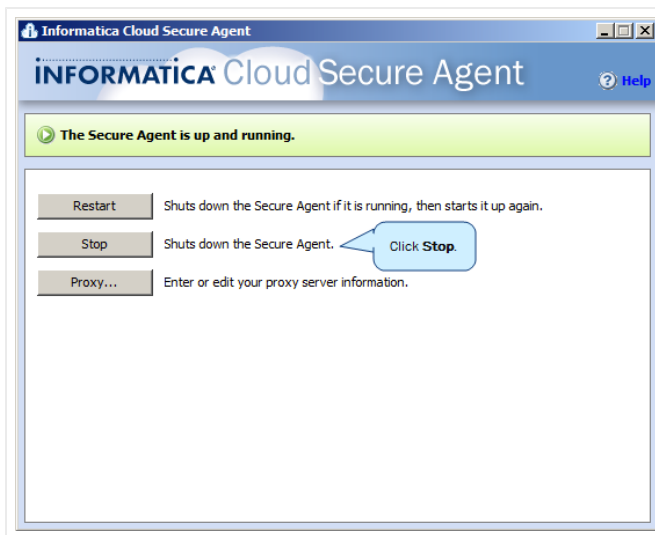 Informatica Cloud Secure Agent
INFORMATICA Cloud Secure Agent
Help
The Secure Agent is up and running.
Restart Shuts down the Secure Agent if it is running, then starts it up again.
Stop Shuts down the Secure Agent.
Click Stop.
Proxy... Enter or edit your proxy server information.